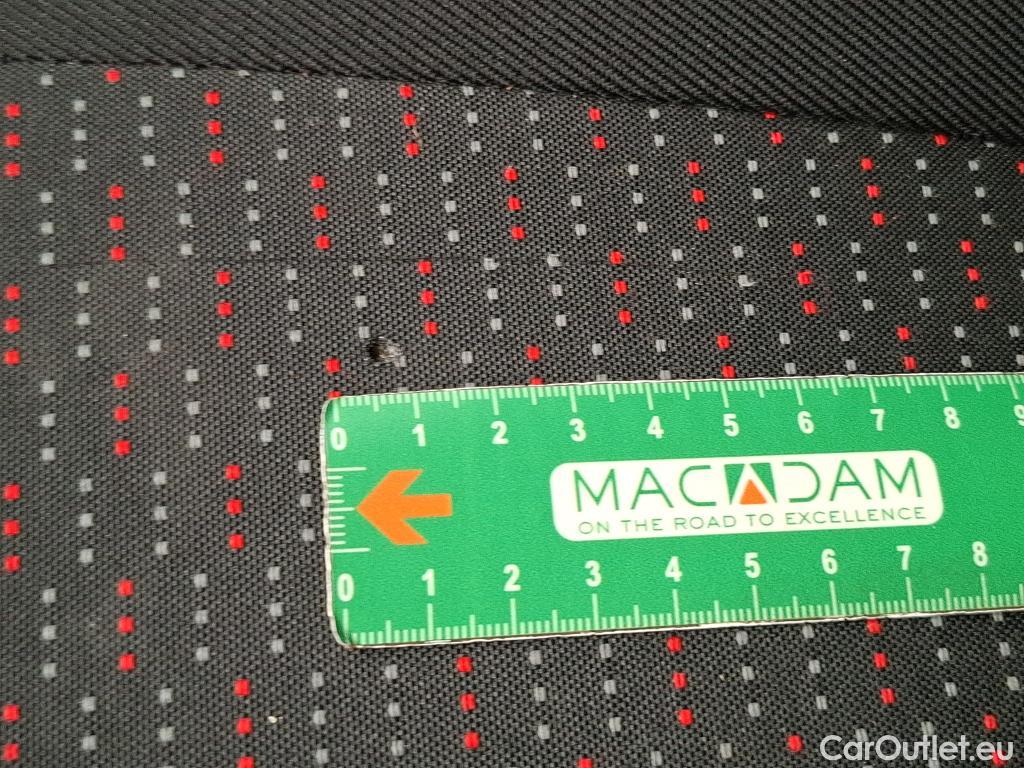 0 1 2 3 4 5 6 7 8 9
MACADAM
ON THE ROAD TO EXCELLENCE
0 1 2 3 4 5 6 7 8
CarOutlet.eu